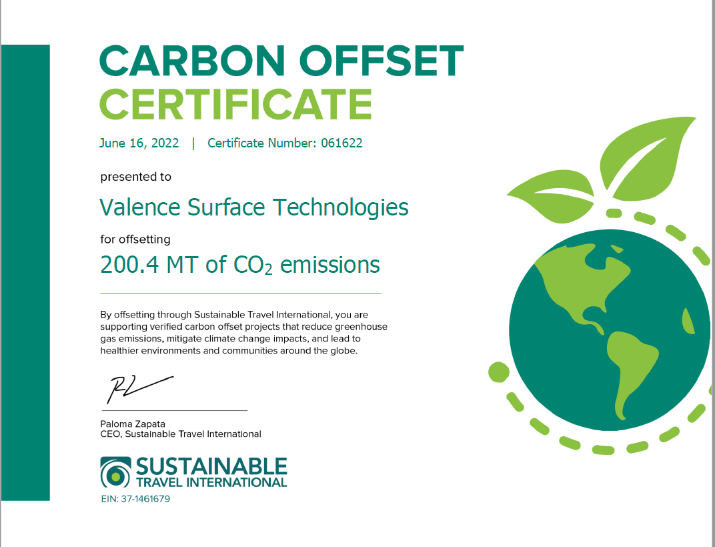 CARBON OFFSET
CERTIFICATE
June 16, 2022 | Certificate Number: 061622
presented to
Valence Surface Technologies
for offsetting
200.4 MT of CO₂ emissions
By offsetting through Sustainable Travel International, you are
supporting verified carbon offset projects that reduce greenhouse
gas emissions, mitigate climate change impacts, and lead to
healthier environments and communities around the globe.
Paloma Zapata
CEO, Sustainable Travel International
SUSTAINABLE
TRAVEL INTERNATIONAL
EIN: 37-1461679